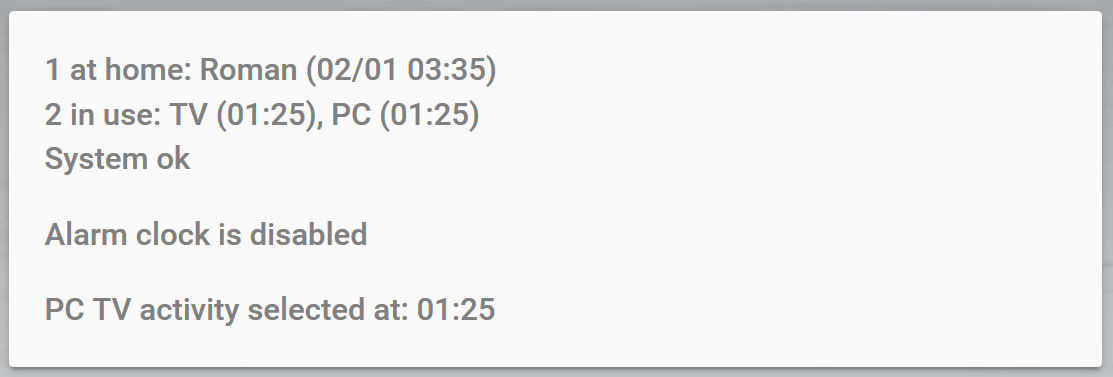 1 at home: Roman (02/01 03:35)
2 in use: TV (01:25), PC (01:25)
System ok
Alarm clock is disabled
PC TV activity selected at: 01:25